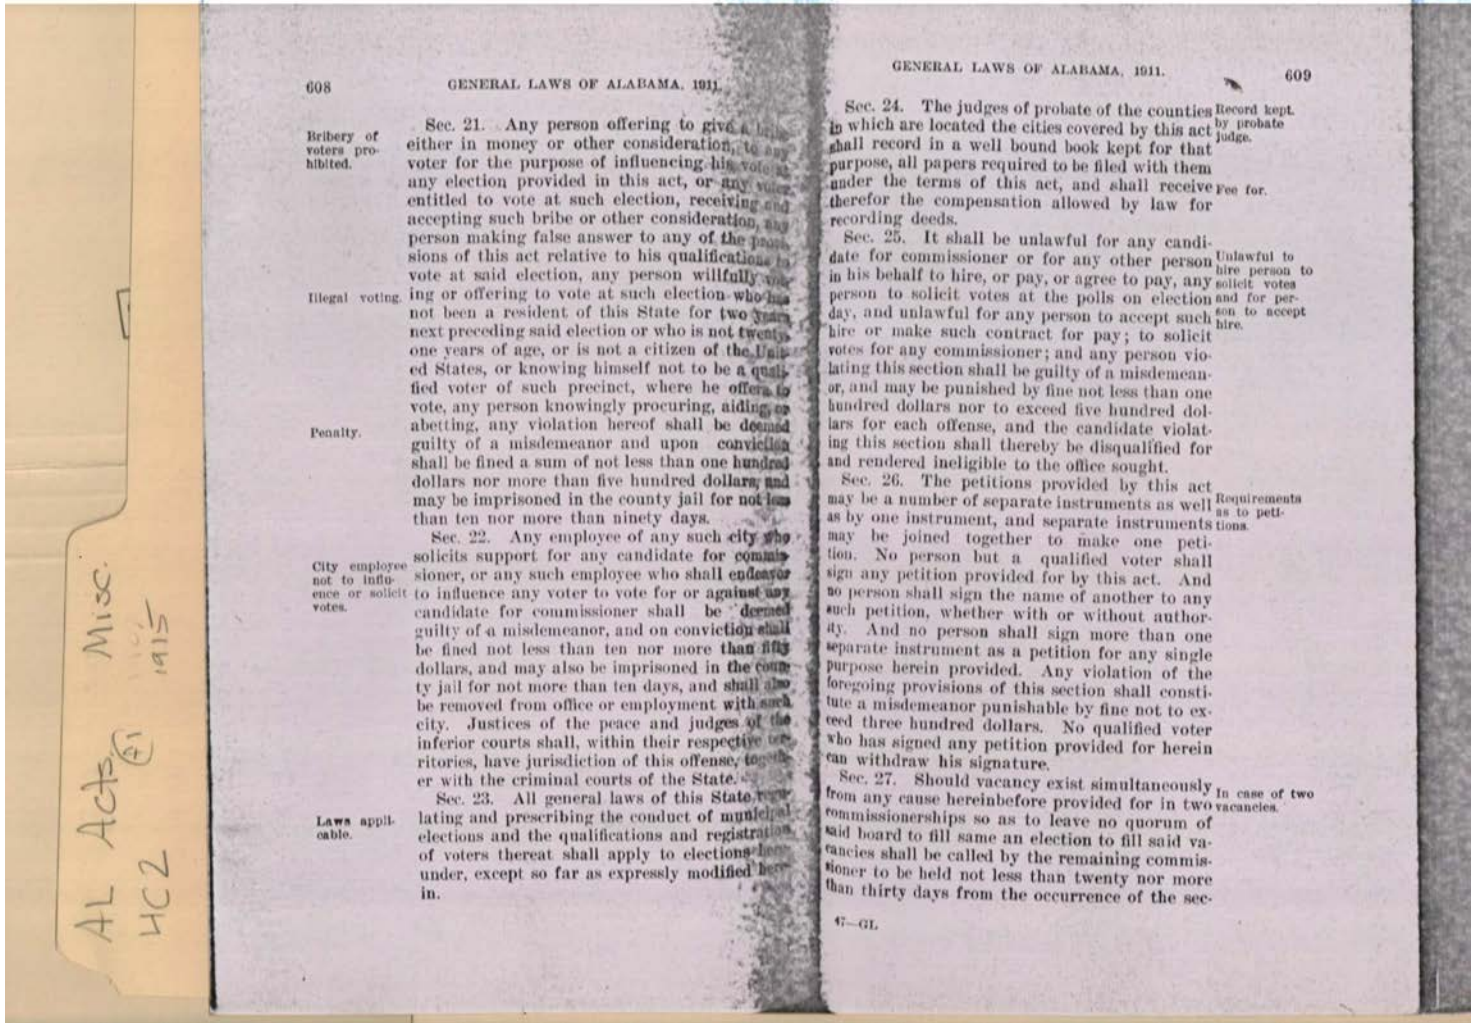 AL Acts Misc.
HC2 1915
608 GENERAL LAWS OF ALABAMA, 1911.
Bribery of
voters pro-
hibited.
Sec. 21. Any person offering to give a bribe
either in money or other consideration, to any
voter for the purpose of influencing his vote at
any election provided in this act, or any voter
entitled to vote at such election, receiving and
accepting such bribe or other consideration, any
person making false answer to any of the provi-
sions of this act relative to his qualifications to
vote at said election, any person willfully vot-
Illegal voting.
ing or offering to vote at such election who has
not been a resident of this State for two years
next preceding said election or who is not twenty-
one years of age, or is not a citizen of the Unit-
ed States, or knowing himself not to be a quali-
fied voter of such precinct, where he offers to
vote, any person knowingly procuring, aiding, or
abetting, any violation hereof shall be deemed
Penalty.
guilty of a misdemeanor and upon conviction
shall be fined a sum of not less than one hundred
dollars nor more than five hundred dollars, and
may be imprisoned in the county jail for not less
than ten nor more than ninety days.
Sec. 22. Any employee of any such city who
solicits support for any candidate for commis-
City employee
not to influ-
ence or solicit
votes.
sioner, or any such employee who shall endeavor
to influence any voter to vote for or against any
candidate for commissioner shall be deemed
guilty of a misdemeanor, and on conviction shall
be fined not less than ten nor more than fifty
dollars, and may also be imprisoned in the coun-
ty jail for not more than ten days, and shall also
be removed from office or employment with such
city. Justices of the peace and judges of the
inferior courts shall, within their respective ter-
ritories, have jurisdiction of this offense, togeth-
er with the criminal courts of the State.
Sec. 23. All general laws of this State regu-
Laws appli-
cable.
lating and prescribing the conduct of municipal
elections and the qualifications and registration
of voters thereat shall apply to elections here-
under, except so far as expressly modified here-
in.
GENERAL LAWS OF ALABAMA, 1911. 609
Sec. 24. The judges of probate of the counties
in which are located the cities covered by this act
shall record in a well bound book kept for that
purpose, all papers required to be filed with them
under the terms of this act, and shall receive
therefor the compensation allowed by law for
recording deeds.
Record kept
by probate
judge.
Fee for.
Sec. 25. It shall be unlawful for any candi-
date for commissioner or for any other person
in his behalf to hire, or pay, or agree to pay, any
person to solicit votes at the polls on election
day, and unlawful for any person to accept such
hire or make such contract for pay; to solicit
votes for any commissioner; and any person vio-
lating this section shall be guilty of a misdemean-
or, and may be punished by fine not less than one
hundred dollars nor to exceed five hundred dol-
lars for each offense, and the candidate violat-
ing this section shall thereby be disqualified for
and rendered ineligible to the office sought.
Unlawful to
hire person to
solicit votes
and for per-
son to accept
hire.
Sec. 26. The petitions provided by this act
may be a number of separate instruments as well
as by one instrument, and separate instruments
may be joined together to make one peti-
tion. No person but a qualified voter shall
sign any petition provided for by this act. And
no person shall sign the name of another to any
such petition, whether with or without author-
ity. And no person shall sign more than one
separate instrument as a petition for any single
purpose herein provided. Any violation of the
foregoing provisions of this section shall consti-
tute a misdemeanor punishable by fine not to ex-
ceed three hundred dollars. No qualified voter
who has signed any petition provided for herein
can withdraw his signature.
Requirements
as to peti-
tions.
Sec. 27. Should vacancy exist simultaneously
from any cause hereinbefore provided for in two
commissionerships so as to leave no quorum of
said board to fill same an election to fill said va-
cancies shall be called by the remaining commis-
sioner to be held not less than twenty nor more
than thirty days from the occurrence of the sec-
In case of two
vacancies.
47—GL